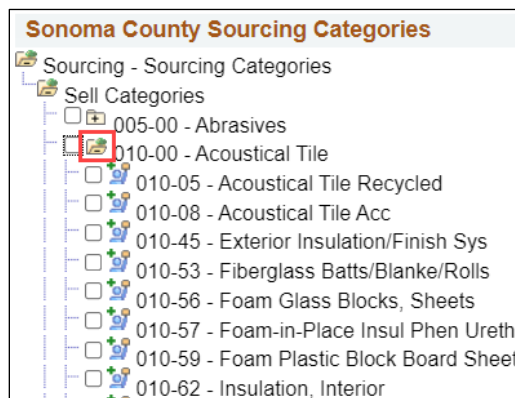 Sonoma County Sourcing Categories
Sourcing - Sourcing Categories
Sell Categories
005-00 - Abrasives
010-00 - Acoustical Tile
010-05 - Acoustical Tile Recycled
010-08 - Acoustical Tile Acc
010-45 - Exterior Insulation/Finish Sys
010-53 - Fiberglass Batts/Blanke/Rolls
010-56 - Foam Glass Blocks, Sheets
010-57 - Foam-in-Place Insul Phen Ureth
010-59 - Foam Plastic Block Board Sheet
010-62 - Insulation, Interior